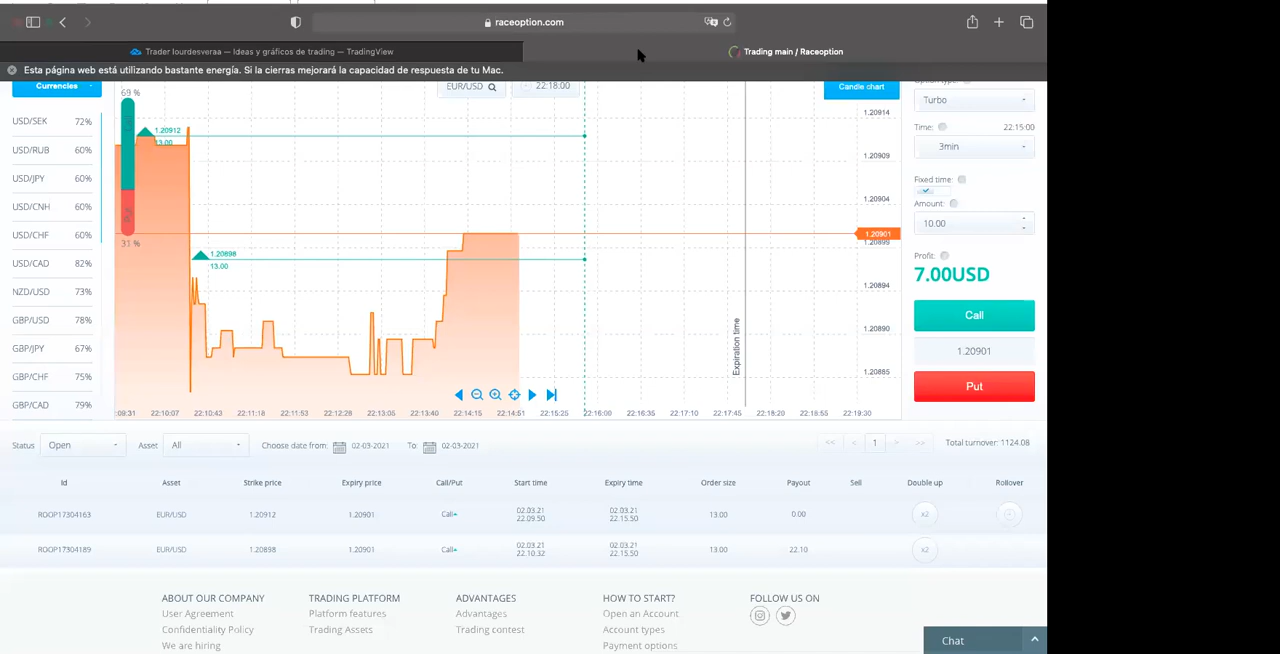 raceoption.com
Trader lourdesveraa — Ideas y gráficos de trading — TradingView
Trading main / Raceoption
Esta página web está utilizando bastante energía. Si la cierras mejorará la capacidad de respuesta de tu Mac.
Currencies
69 %
EUR/USD
22:18:00
Candle chart
Turbo
USD/SEK 72%
USD/RUB 60%
USD/JPY 60%
USD/CNH 60%
USD/CHF 60%
USD/CAD 82%
NZD/USD 73%
GBP/USD 78%
GBP/JPY 67%
GBP/CHF 75%
GBP/CAD 79%
1.20912
13.00
Put
31 %
1.20898
13.00
Expiration time
1.20914
1.20909
1.20904
1.20901
1.20899
1.20894
1.20890
1.20885
:09:31 22:10:07 22:10:43 22:11:18 22:11:53 22:12:28 22:13:05 22:13:40 22:14:15 22:14:51 22:15:25 22:16:00 22:16:35 22:17:10 22:17:45 22:18:20 22:18:55 22:19:30
Time: 22:15:00
3min
Fixed time:
Amount:
10.00
Profit:
7.00USD
Call
1.20901
Put
Status Open Asset All Choose date from: 02-03-2021 To: 02-03-2021
<< < 1 > >> Total turnover: 1124.08
Id Asset Strike price Expiry price Call/Put Start time Expiry time Order size Payout Sell Double up Rollover
ROOP17304163 EUR/USD 1.20912 1.20901 Call 02.03.21 22.09.50 02.03.21 22.15.50 13.00 0.00 x2
ROOP17304189 EUR/USD 1.20898 1.20901 Call 02.03.21 22.10.32 02.03.21 22.15.50 13.00 22.10 x2
ABOUT OUR COMPANY TRADING PLATFORM ADVANTAGES HOW TO START? FOLLOW US ON
User Agreement Platform features Advantages Open an Account
Confidentiality Policy Trading Assets Trading contest Account types
We are hiring Payment options
Chat